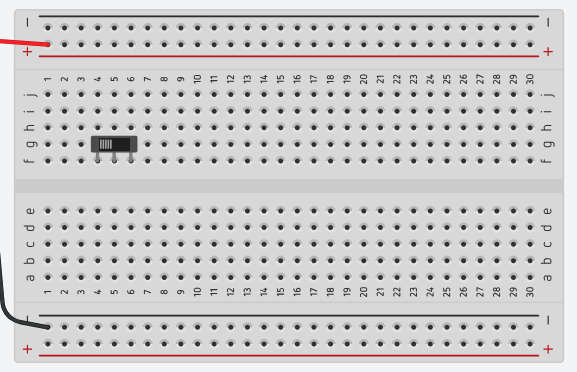 − −
+ +
1 2 3 4 5 6 7 8 9 10 11 12 13 14 15 16 17 18 19 20 21 22 23 24 25 26 27 28 29 30
j j
i i
h h
g g
f f
e e
d d
c c
b b
a a
1 2 3 4 5 6 7 8 9 10 11 12 13 14 15 16 17 18 19 20 21 22 23 24 25 26 27 28 29 30
− −
+ +